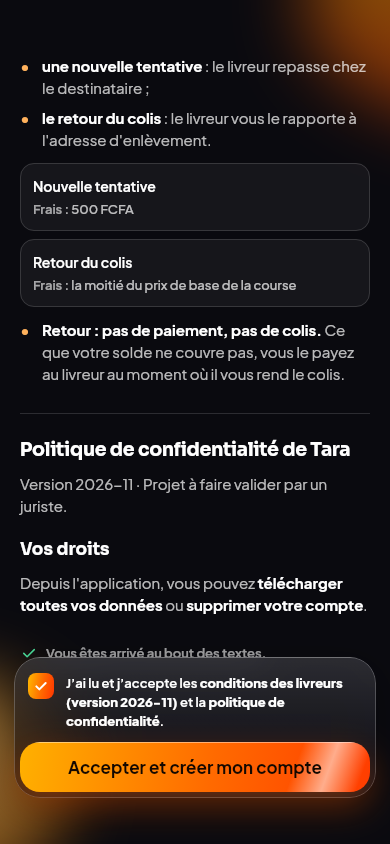 une nouvelle tentative : le livreur repasse chez
le destinataire ;
le retour du colis : le livreur vous le rapporte à
l'adresse d'enlèvement.
Nouvelle tentative
Frais : 500 FCFA
Retour du colis
Frais : la moitié du prix de base de la course
Retour : pas de paiement, pas de colis. Ce
que votre solde ne couvre pas, vous le payez
au livreur au moment où il vous rend le colis.
Politique de confidentialité de Tara
Version 2026-11 · Projet à faire valider par un
juriste.
Vos droits
Depuis l'application, vous pouvez télécharger
toutes vos données ou supprimer votre compte.
Vous êtes arrivé au bout des textes.
J'ai lu et j'accepte les conditions des livreurs
(version 2026-11) et la politique de
confidentialité.
Accepter et créer mon compte